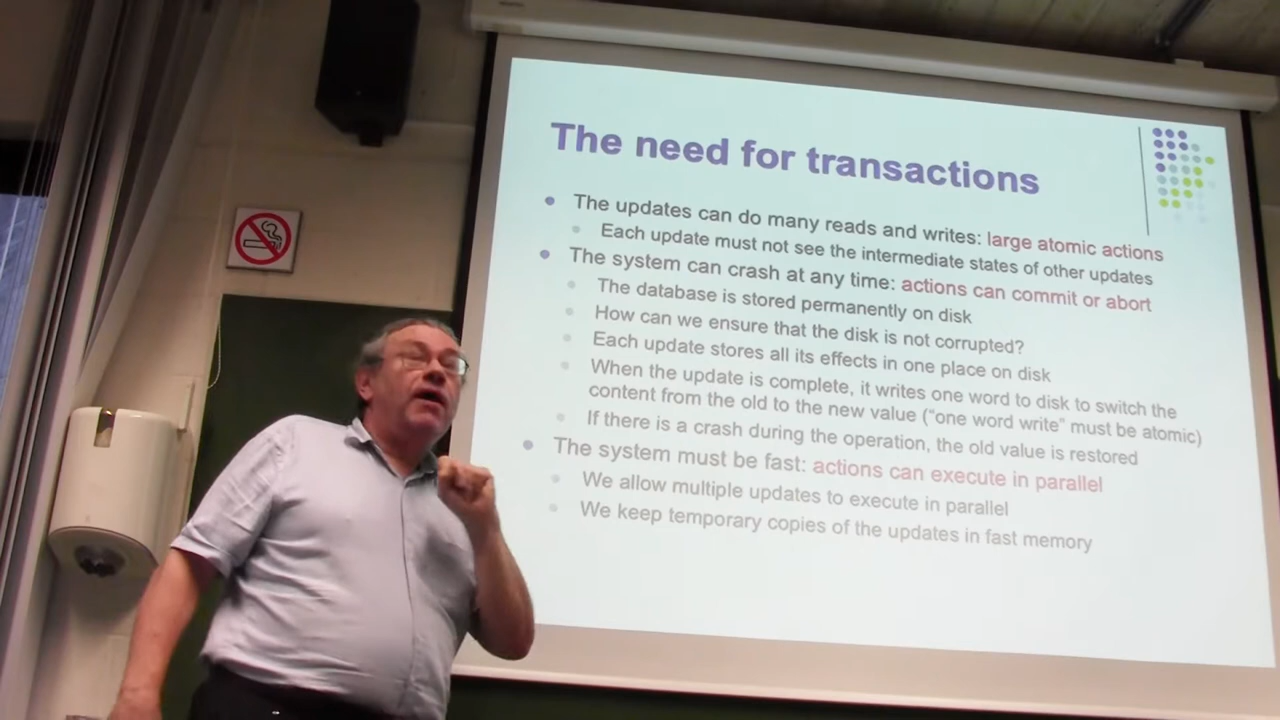 The need for transactions
The updates can do many reads and writes: large atomic actions
Each update must not see the intermediate states of other updates
The system can crash at any time: actions can commit or abort
The database is stored permanently on disk
How can we ensure that the disk is not corrupted?
Each update stores all its effects in one place on disk
When the update is complete, it writes one word to disk to switch the
content from the old to the new value ("one word write" must be atomic)
If there is a crash during the operation, the old value is restored
The system must be fast: actions can execute in parallel
We allow multiple updates to execute in parallel
We keep temporary copies of the updates in fast memory